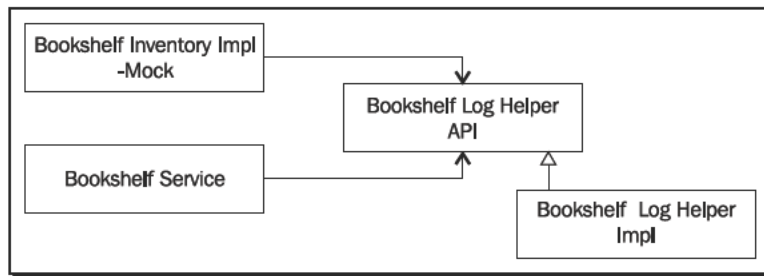 Bookshelf Inventory Impl
-Mock
Bookshelf Log Helper
API
Bookshelf Service
Bookshelf Log Helper
Impl